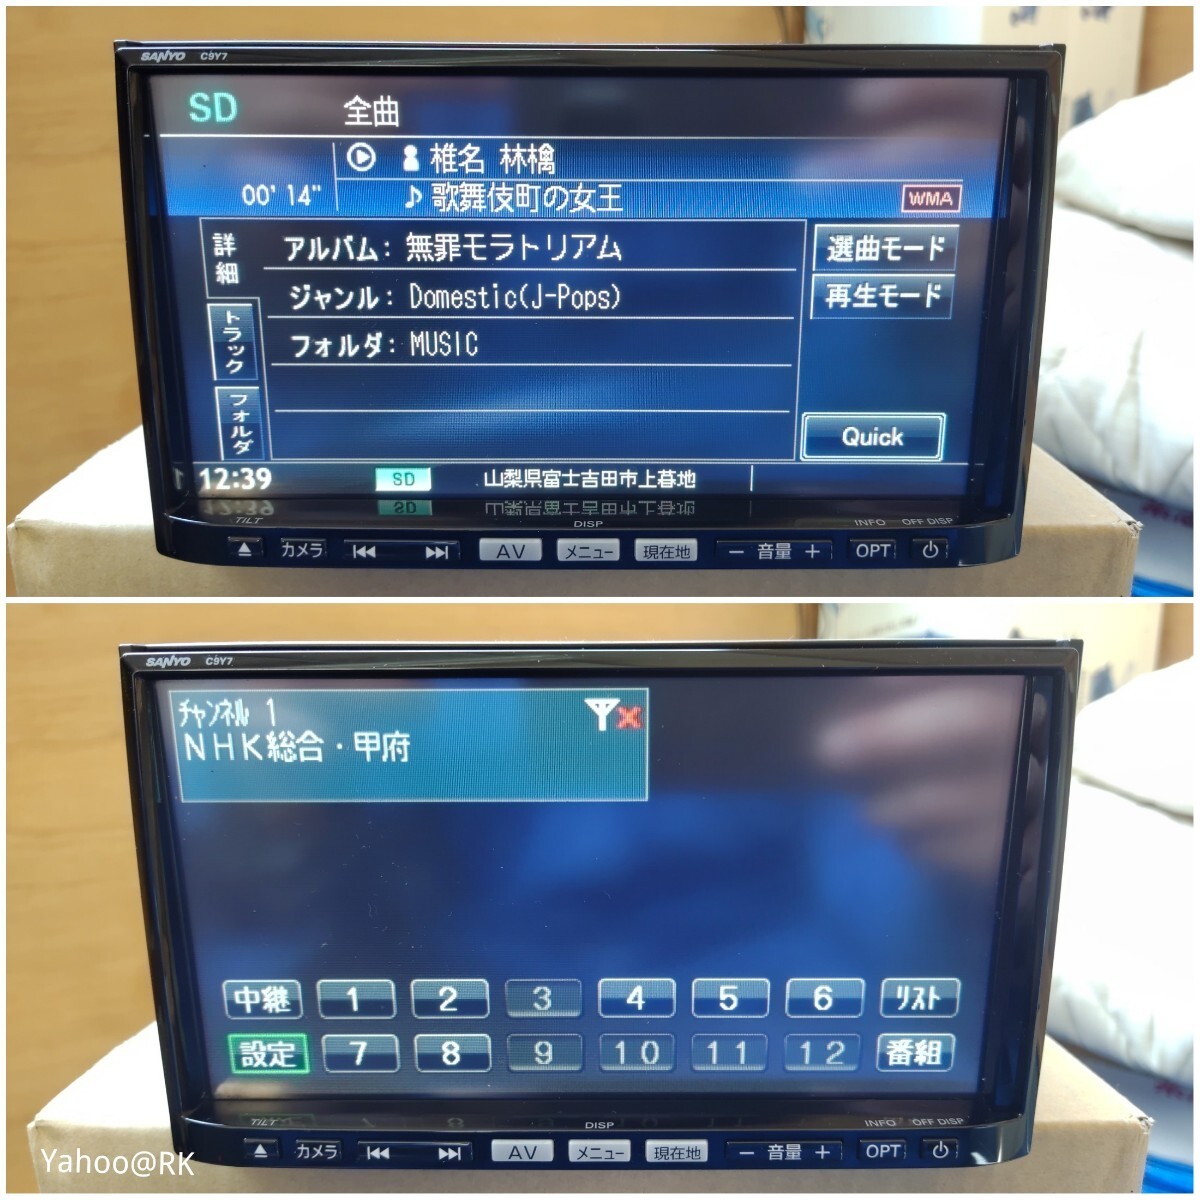 SANYO C9Y7
SD 全曲
椎名 林檎
00' 14" ♪ 歌舞伎町の女王 WMA
詳細
アルバム: 無罪モラトリアム
選曲モード
ジャンル: Domestic(J-Pops)
再生モード
トラック
フォルダ: MUSIC
フォルダ
Quick
12:39 SD 山梨県富士吉田市上暮地
TILT DISP INFO OFF DISP
カメラ AV メニュー 現在地 − 音量 + OPT
SANYO C9Y7
チャンネル 1
NHK総合・甲府
中継 1 2 3 4 5 6 リスト
設定 7 8 9 10 11 12 番組
TILT DISP INFO OFF DISP
カメラ AV メニュー 現在地 − 音量 + OPT
Yahoo@RK